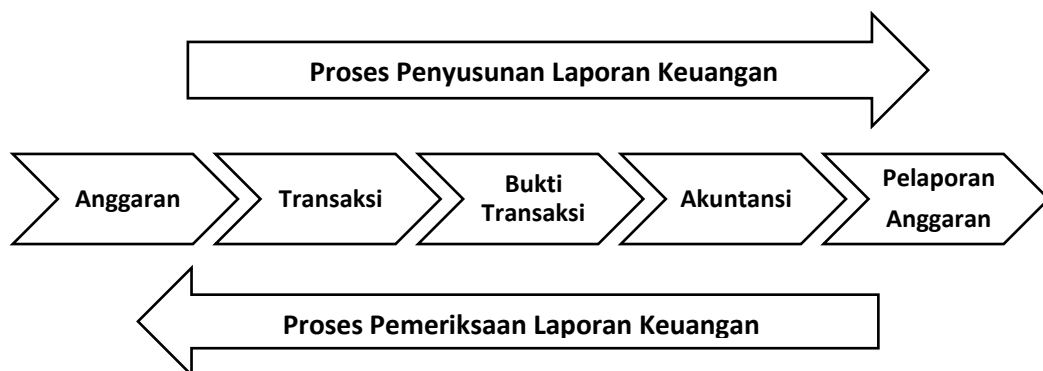 Proses Penyusunan Laporan Keuangan
Anggaran
Transaksi
Bukti
Transaksi
Akuntansi
Pelaporan
Anggaran
Proses Pemeriksaan Laporan Keuangan